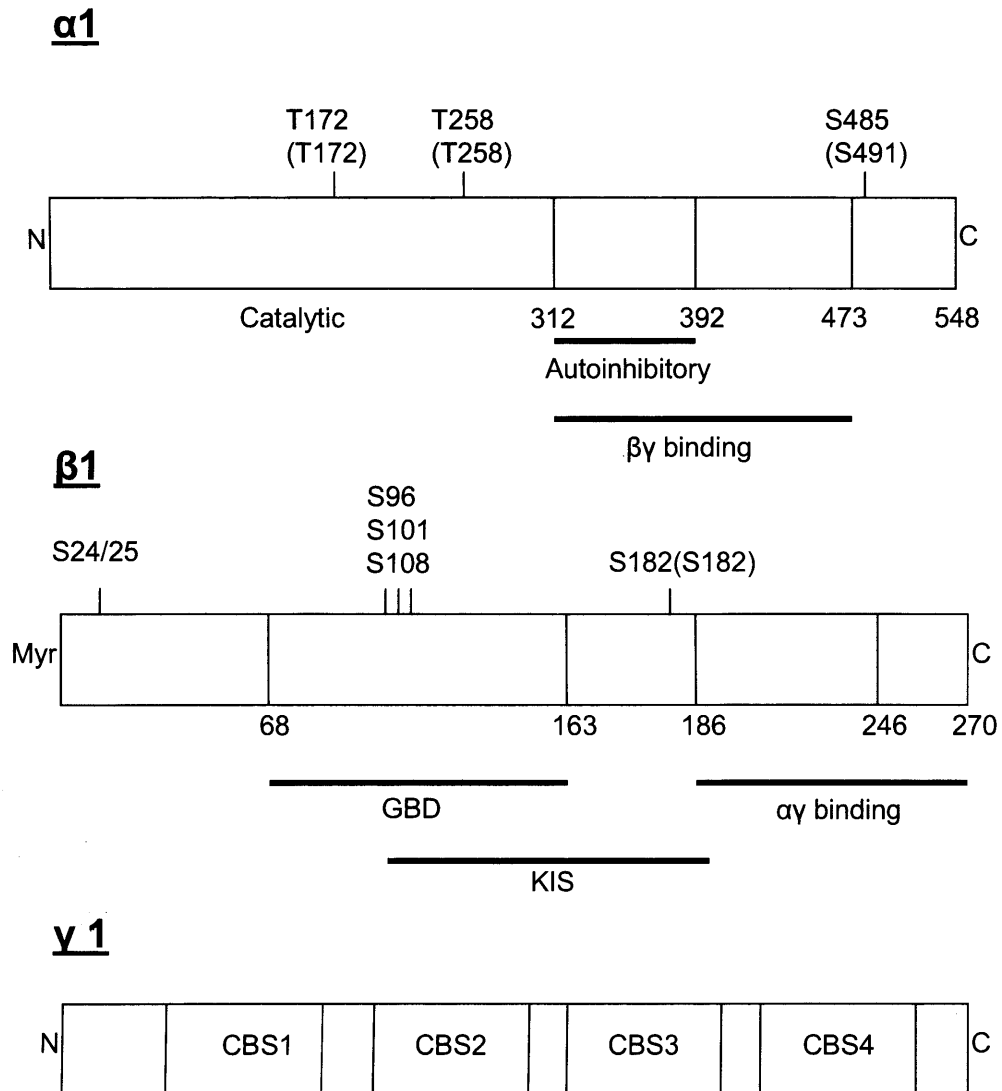 α1
T172 T258 S485
(T172) (T258) (S491)
N C
Catalytic 312 392 473 548
Autoinhibitory
βγ binding
β1
S96
S101
S24/25 S108 S182(S182)
Myr C
68 163 186 246 270
GBD αγ binding
KIS
γ 1
N CBS1 CBS2 CBS3 CBS4 C